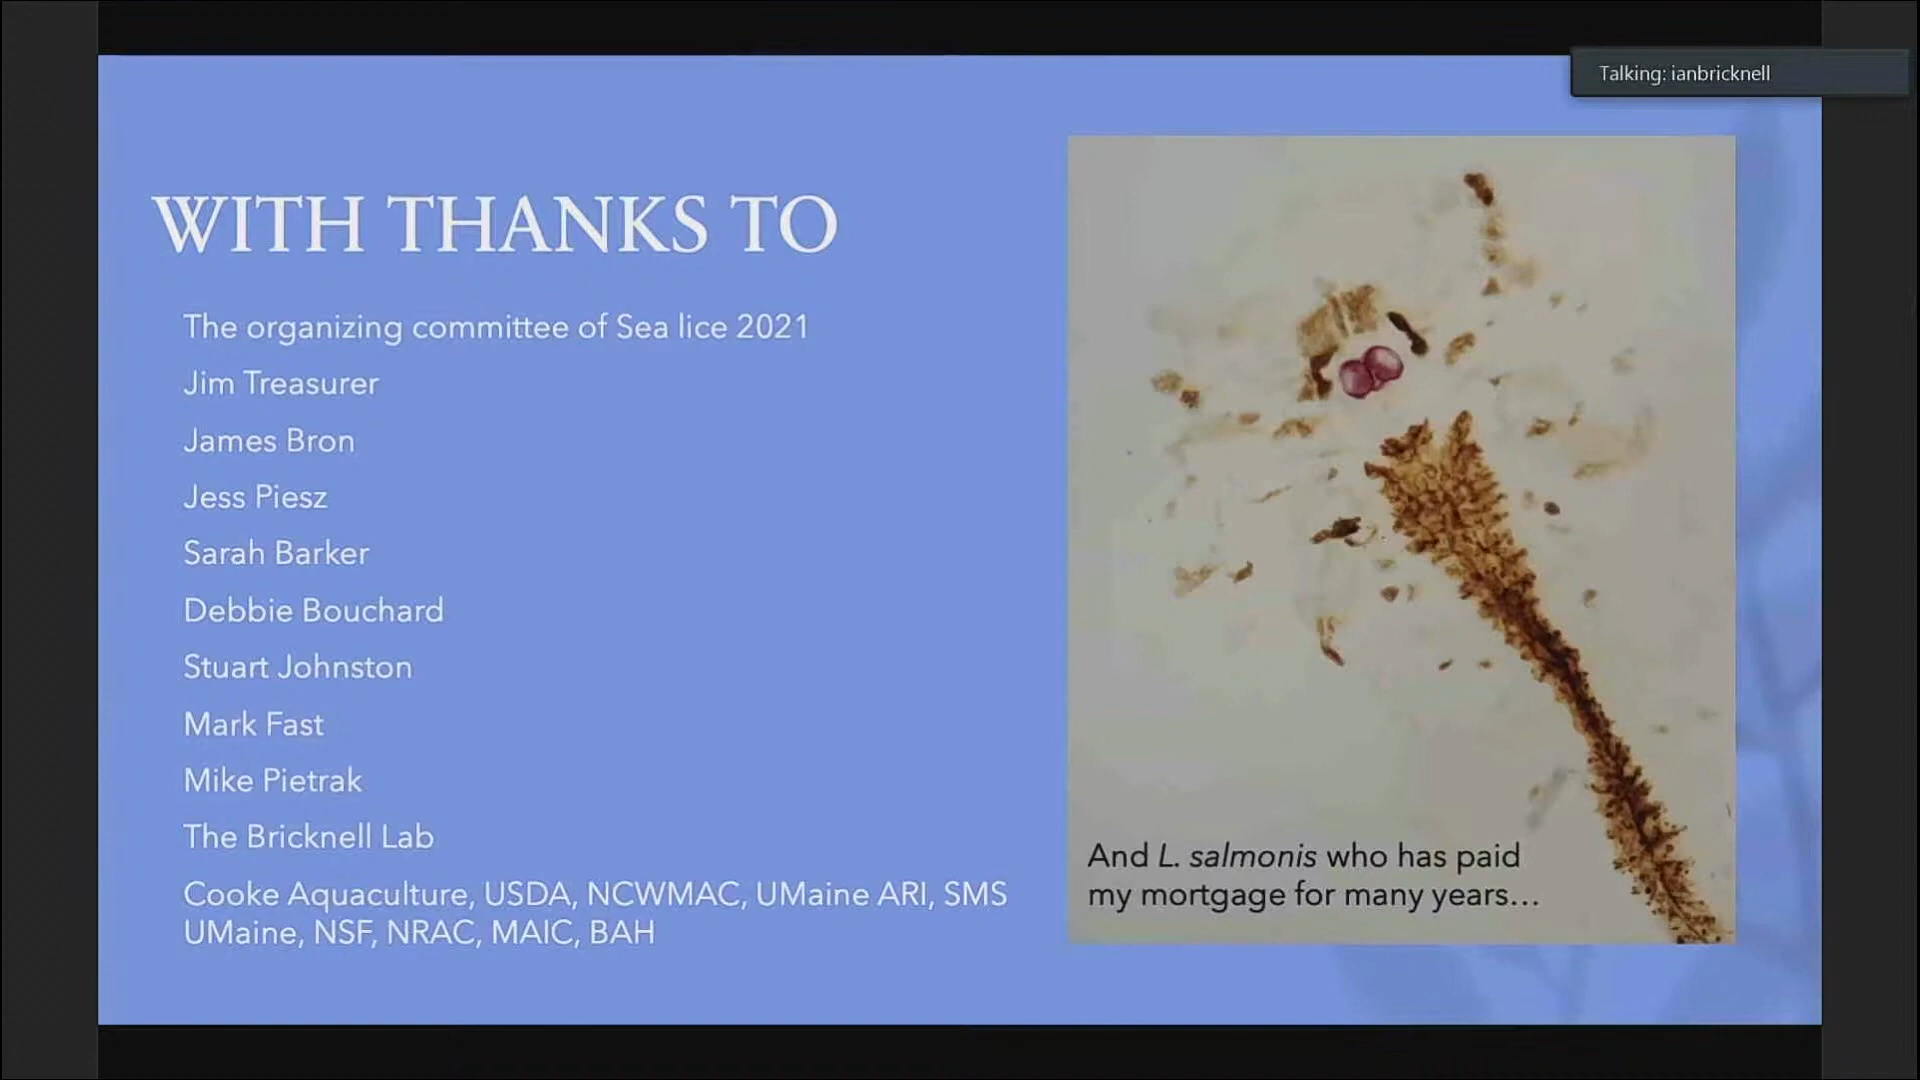 Talking: ianbricknell
WITH THANKS TO
The organizing committee of Sea lice 2021
Jim Treasurer
James Bron
Jess Piesz
Sarah Barker
Debbie Bouchard
Stuart Johnston
Mark Fast
Mike Pietrak
The Bricknell Lab
Cooke Aquaculture, USDA, NCWMAC, UMaine ARI, SMS
UMaine, NSF, NRAC, MAIC, BAH
And L. salmonis who has paid
my mortgage for many years...